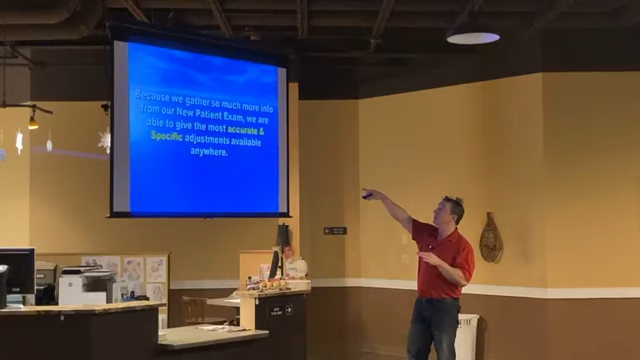 Because we gather so much more info
from our New Patient Exam, we are
able to give the most accurate &
Specific adjustments available
anywhere.